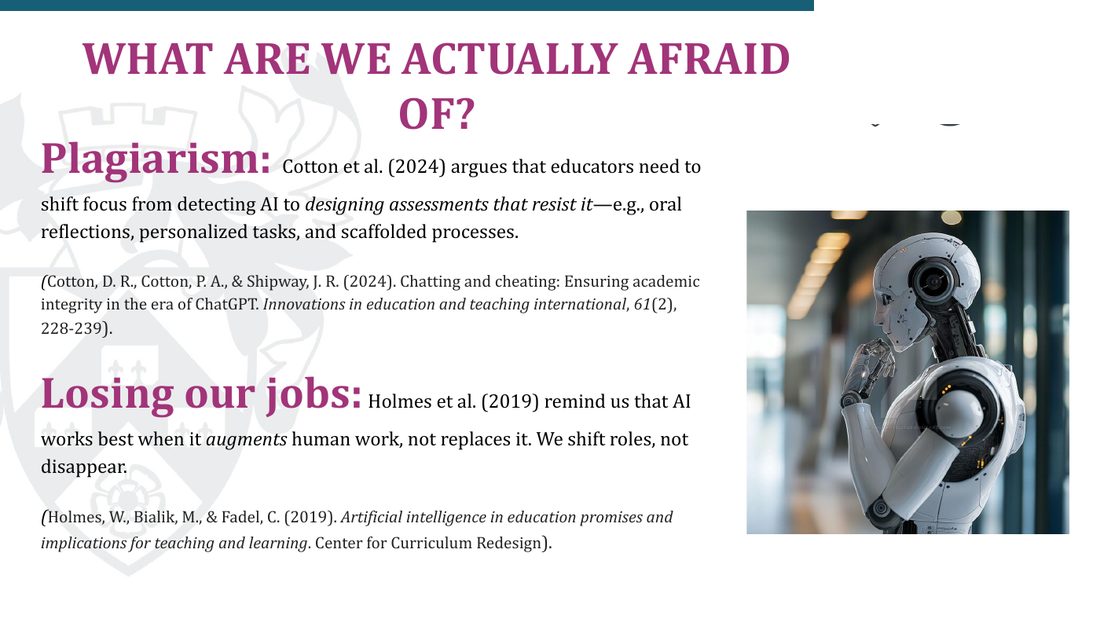 WHAT ARE WE ACTUALLY AFRAID
OF?
Plagiarism: Cotton et al. (2024) argues that educators need to
shift focus from detecting AI to designing assessments that resist it—e.g., oral
reflections, personalized tasks, and scaffolded processes.
(Cotton, D. R., Cotton, P. A., & Shipway, J. R. (2024). Chatting and cheating: Ensuring academic
integrity in the era of ChatGPT. Innovations in education and teaching international, 61(2),
228-239).
Losing our jobs: Holmes et al. (2019) remind us that AI
works best when it augments human work, not replaces it. We shift roles, not
disappear.
(Holmes, W., Bialik, M., & Fadel, C. (2019). Artificial intelligence in education promises and
implications for teaching and learning. Center for Curriculum Redesign).